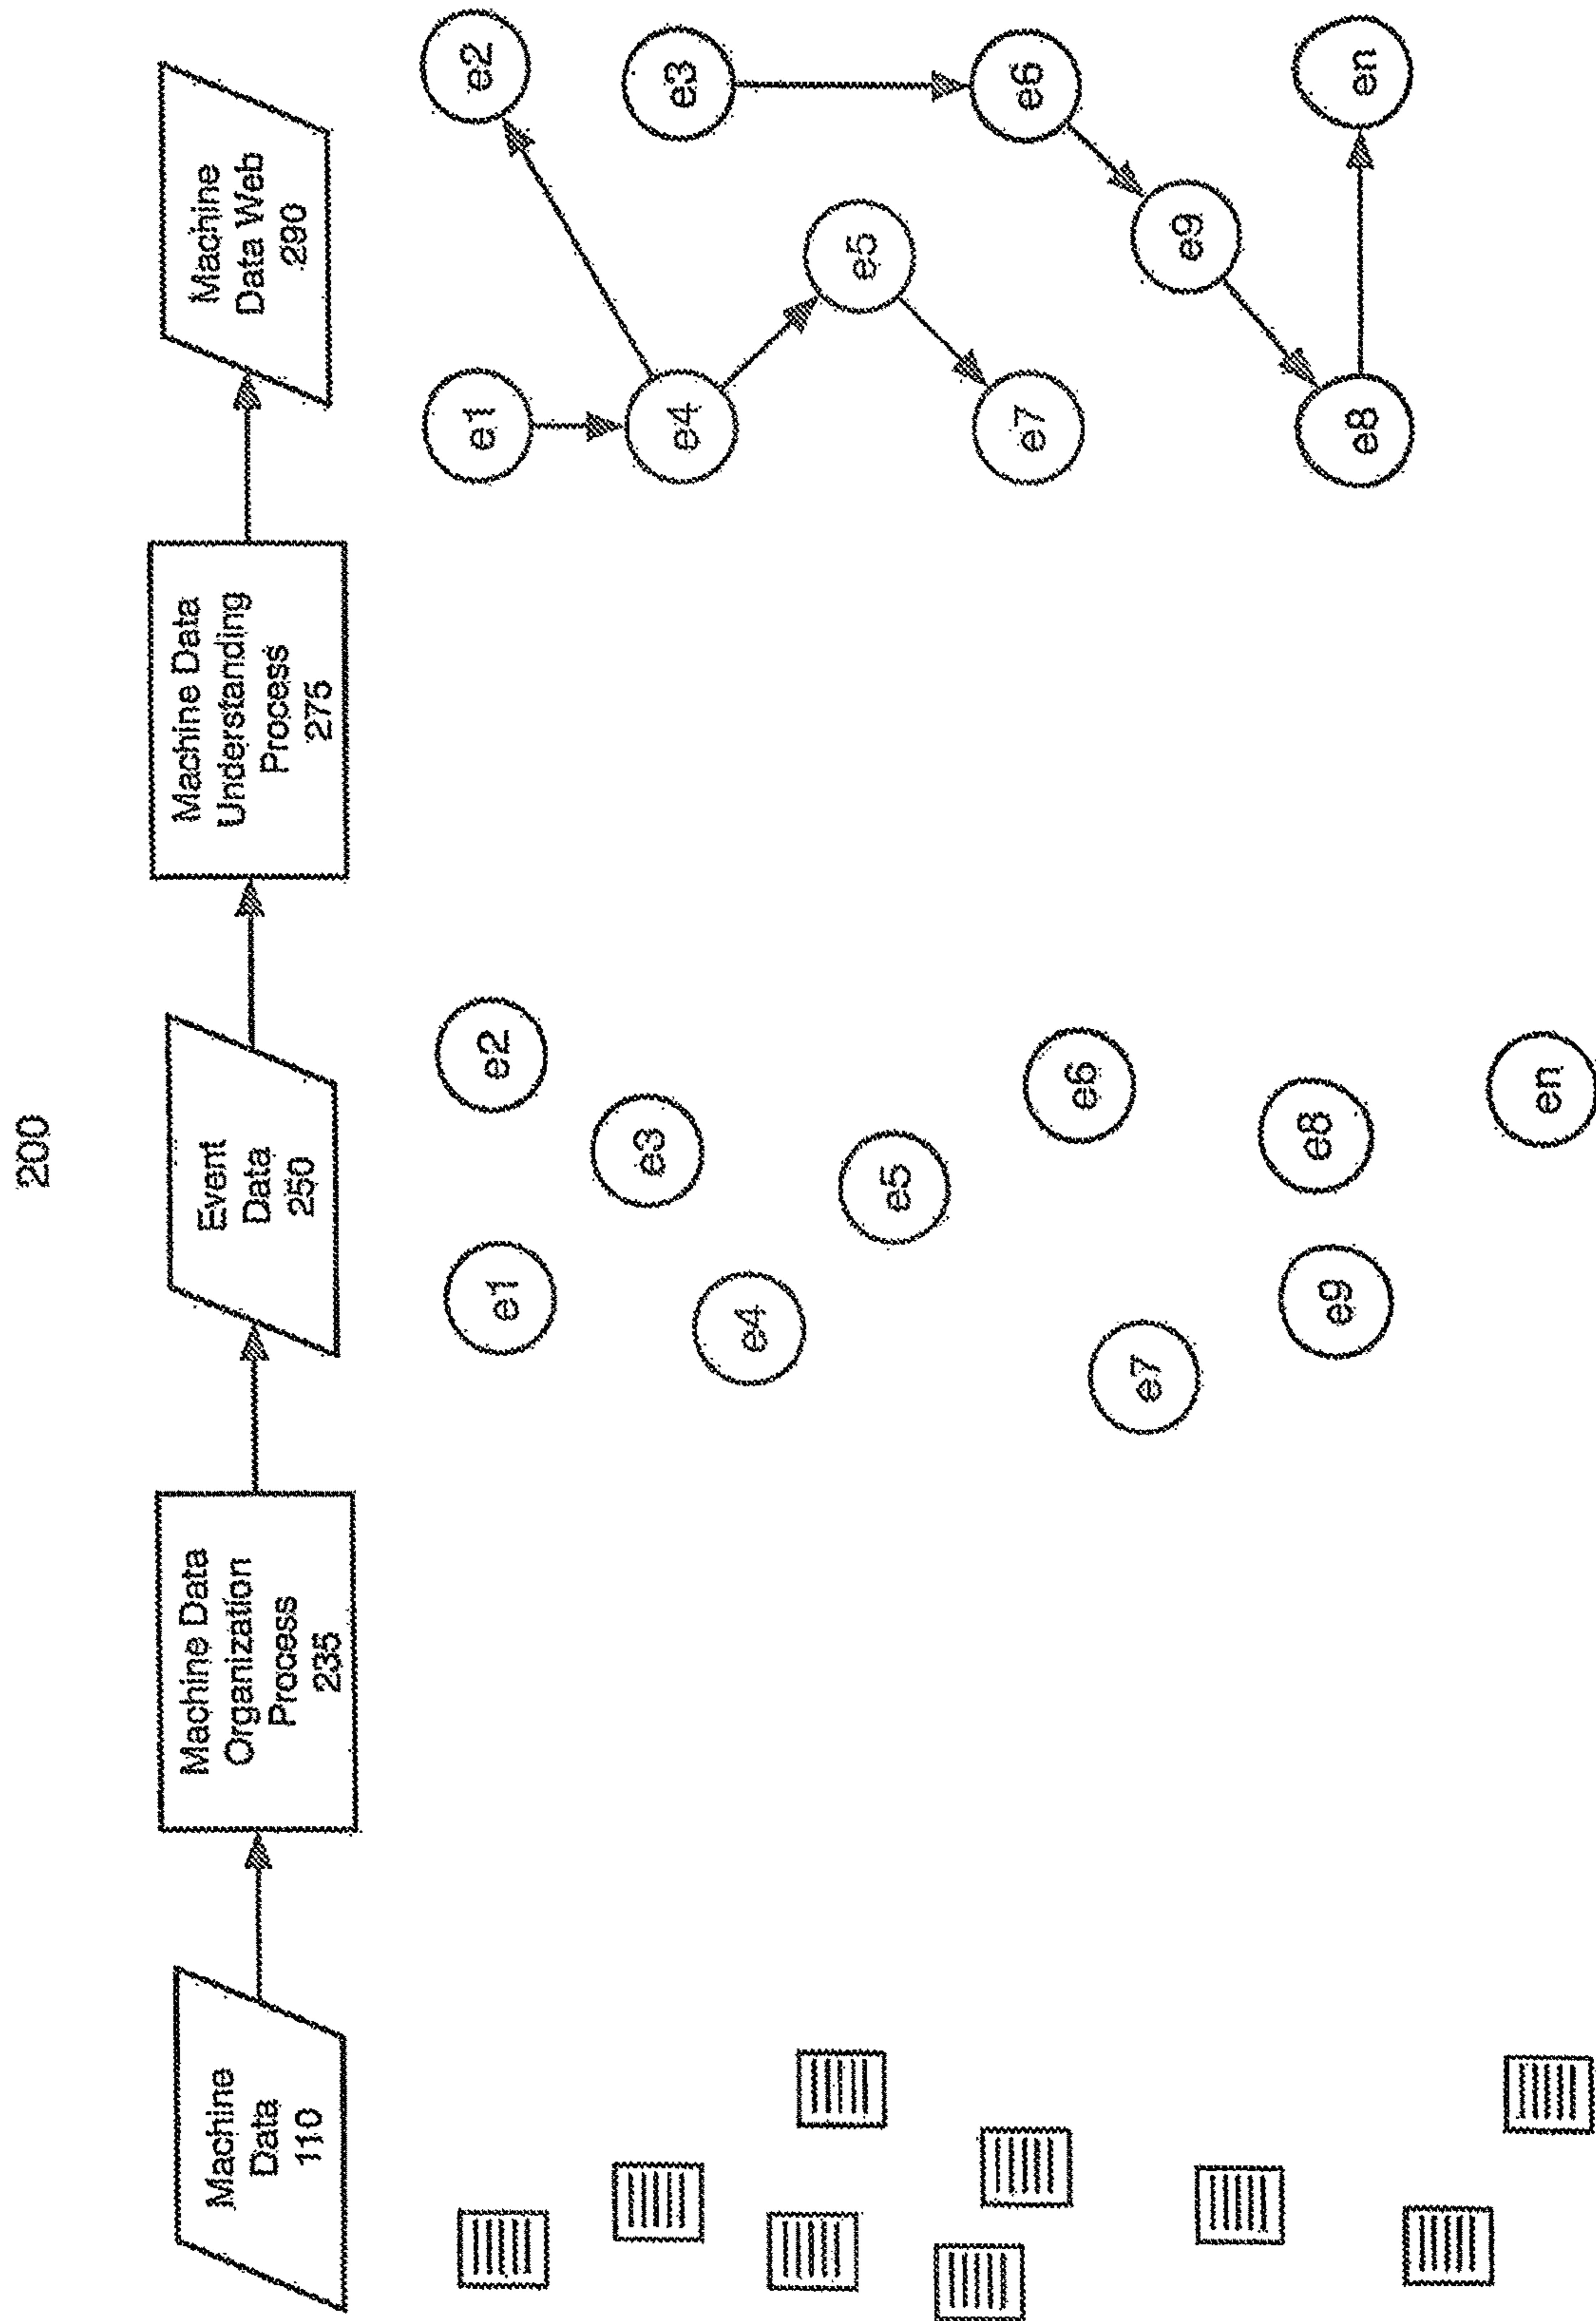 200
Machine
Data
110
Machine Data
Organization
Process
235
Event
Data
250
Machine Data
Understanding
Process
275
Machine
Data Web
290
e1
e2
e3
e4
e5
e6
e7
e8
e9
en
e1
e2
e4
e3
e5
e7
e6
e9
e8
en